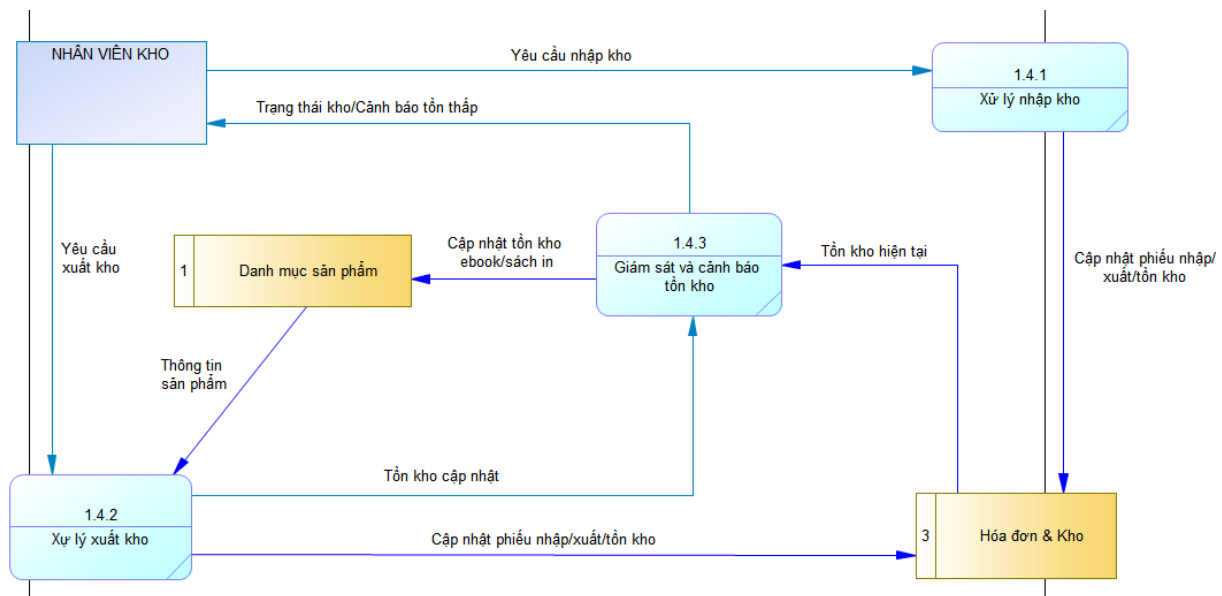 NHÂN VIÊN KHO
Yêu cầu nhập kho
1.4.1
Xử lý nhập kho
Trạng thái kho/Cảnh báo tồn thấp
Yêu cầu
xuất kho
1
Danh mục sản phẩm
Cập nhật tồn kho
ebook/sách in
1.4.3
Giám sát và cảnh báo
tồn kho
Tồn kho hiện tại
Cập nhật phiếu nhập/
xuất/tồn kho
Thông tin
sản phẩm
Tồn kho cập nhật
1.4.2
Xự lý xuất kho
Cập nhật phiếu nhập/xuất/tồn kho
3
Hóa đơn & Kho